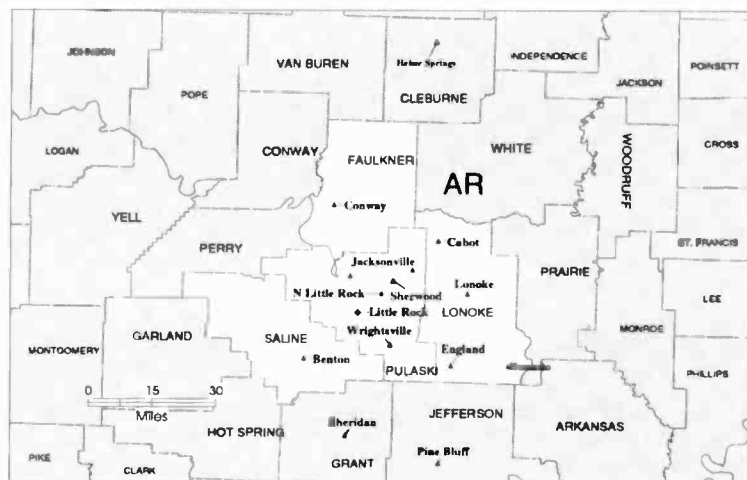 JOHNSON
VAN BUREN
INDEPENDENCE
POINSETT
POPE
Springs
JACKSON
CLEBURNE
LOGAN
CONWAY
FAULKNER
WHITE
WOODRUFF
CROSS
AR
YELL
Conway
PERRY
Cabot
ST. FRANCIS
Jacksonville
PRAIRIE
N Little Rock
Sherwood
Lonoke
LEE
Little Rock
LONOKE
GARLAND
SALINE
Wrightsville
MONROE
MONTGOMERY
Benton
England
PULASKI
PHILLIPS
0 15 30
Miles
HOT SPRING
Sheridan
JEFFERSON
ARKANSAS
PIKE
CLARK
GRANT
Pine Bluff